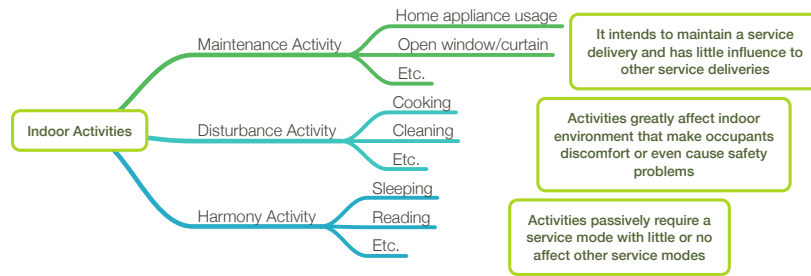 Indoor Activities
Maintenance Activity
Home appliance usage
Open window/curtain
Etc.
It intends to maintain a service
delivery and has little influence to
other service deliveries
Disturbance Activity
Cooking
Cleaning
Etc.
Activities greatly affect indoor
environment that make occupants
discomfort or even cause safety
problems
Harmony Activity
Sleeping
Reading
Etc.
Activities passively require a
service mode with little or no
affect other service modes